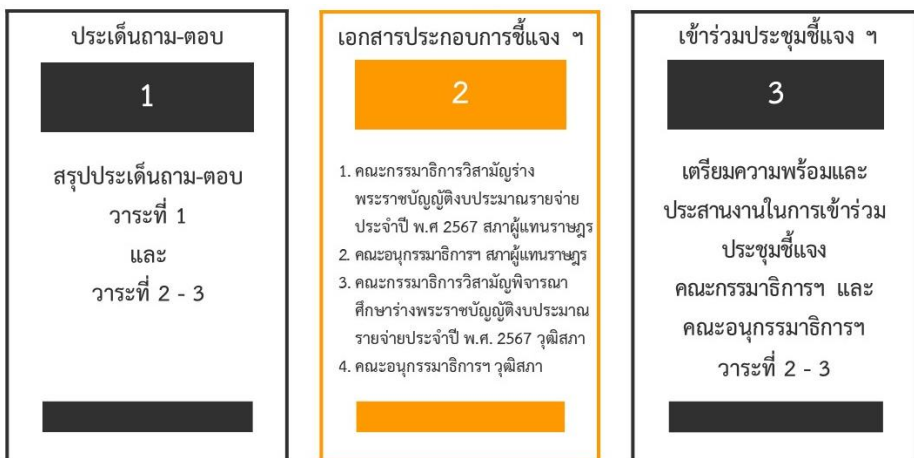 ประเด็นถาม-ตอบ
1
สรุปประเด็นถาม-ตอบ
วาระที่ 1
และ
วาระที่ 2 - 3
เอกสารประกอบการชี้แจง ฯ
2
1. คณะกรรมาธิการวิสามัญร่าง
พระราชบัญญัติงบประมาณรายจ่าย
ประจำปี พ.ศ 2567 สภาผู้แทนราษฎร
2. คณะอนุกรรมาธิการฯ สภาผู้แทนราษฎร
3. คณะกรรมาธิการวิสามัญพิจารณา
ศึกษาร่างพระราชบัญญัติงบประมาณ
รายจ่ายประจำปี พ.ศ. 2567 วุฒิสภา
4. คณะอนุกรรมาธิการฯ วุฒิสภา
เข้าร่วมประชุมชี้แจง ฯ
3
เตรียมความพร้อมและ
ประสานงานในการเข้าร่วม
ประชุมชี้แจง
คณะกรรมาธิการฯ และ
คณะอนุกรรมาธิการฯ
วาระที่ 2 - 3